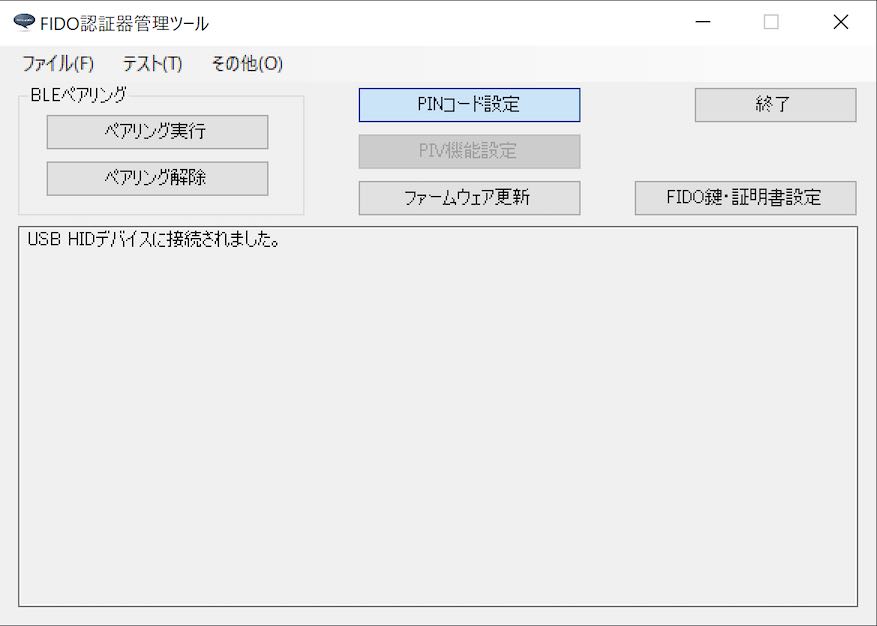 FIDO認証器管理ツール
ファイル(F) テスト(T) その他(O)
BLEペアリング
ペアリング実行
ペアリング解除
PINコード設定
PIV機能設定
ファームウェア更新
終了
FIDO鍵・証明書設定
USB HIDデバイスに接続されました。